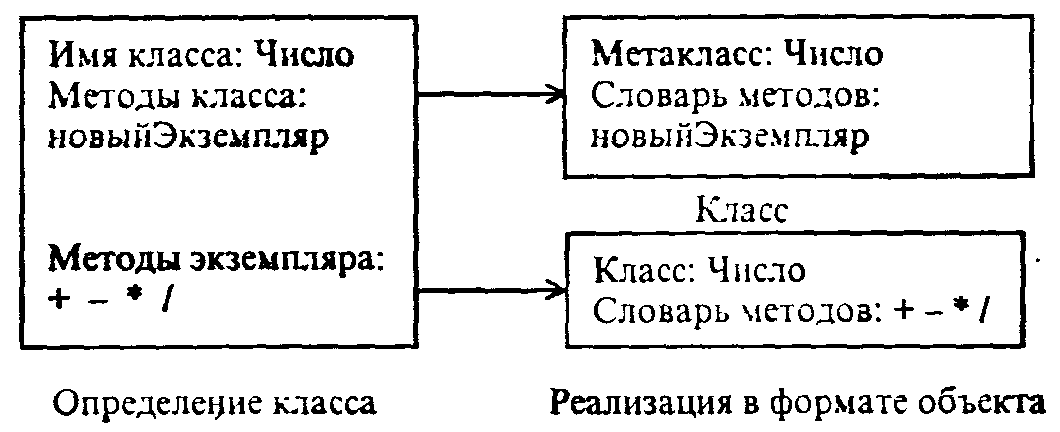 Имя класса: Число
Методы класса:
новыйЭкземпляр
Методы экземпляра:
+ – * /
Метакласс: Число
Словарь методов:
новыйЭкземпляр
Класс
Класс: Число
Словарь методов: + – * /
Определение класса
Реализация в формате объекта